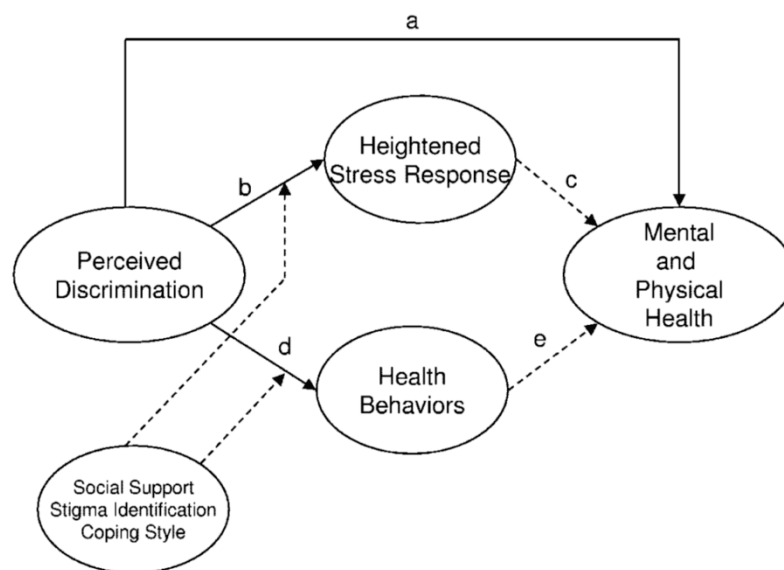 a
Heightened
Stress Response
b
c
Perceived
Discrimination
Mental
and
Physical
Health
d
e
Health
Behaviors
Social Support
Stigma Identification
Coping Style